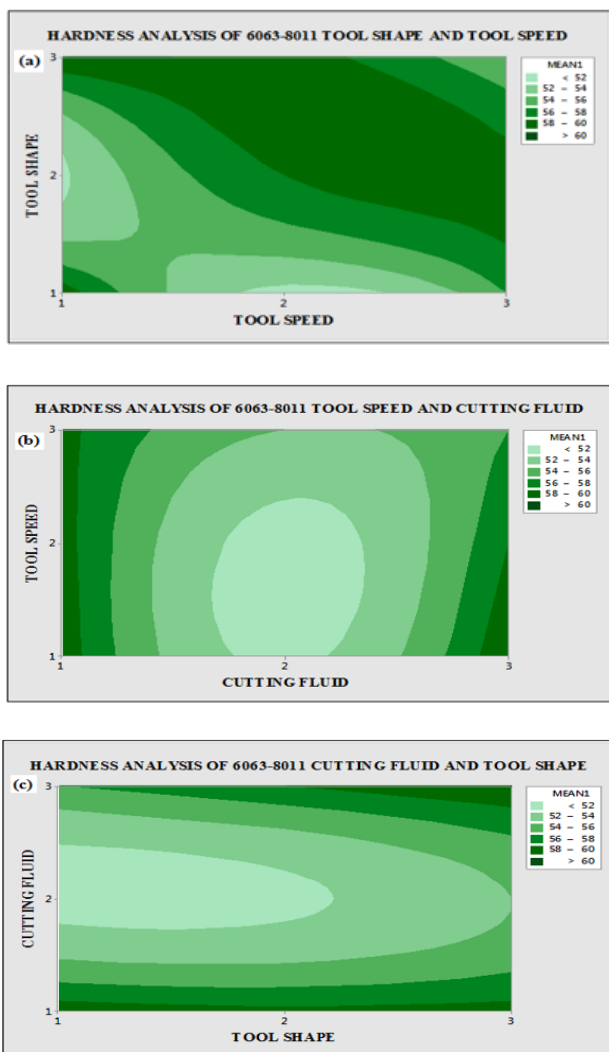 HARDNESS ANALYSIS OF 6063-8011 TOOL SHAPE AND TOOL SPEED
(a)
3
2
1
TOOL SHAPE
1 2 3
TOOL SPEED
MEAN1
< 52
52 – 54
54 – 56
56 – 58
58 – 60
> 60
HARDNESS ANALYSIS OF 6063-8011 TOOL SPEED AND CUTTING FLUID
(b)
3
2
1
TOOL SPEED
1 2 3
CUTTING FLUID
MEAN1
< 52
52 – 54
54 – 56
56 – 58
58 – 60
> 60
HARDNESS ANALYSIS OF 6063-8011 CUTTING FLUID AND TOOL SHAPE
(c)
3
2
1
CUTTING FLUID
1 2 3
TOOL SHAPE
MEAN1
< 52
52 – 54
54 – 56
56 – 58
58 – 60
> 60